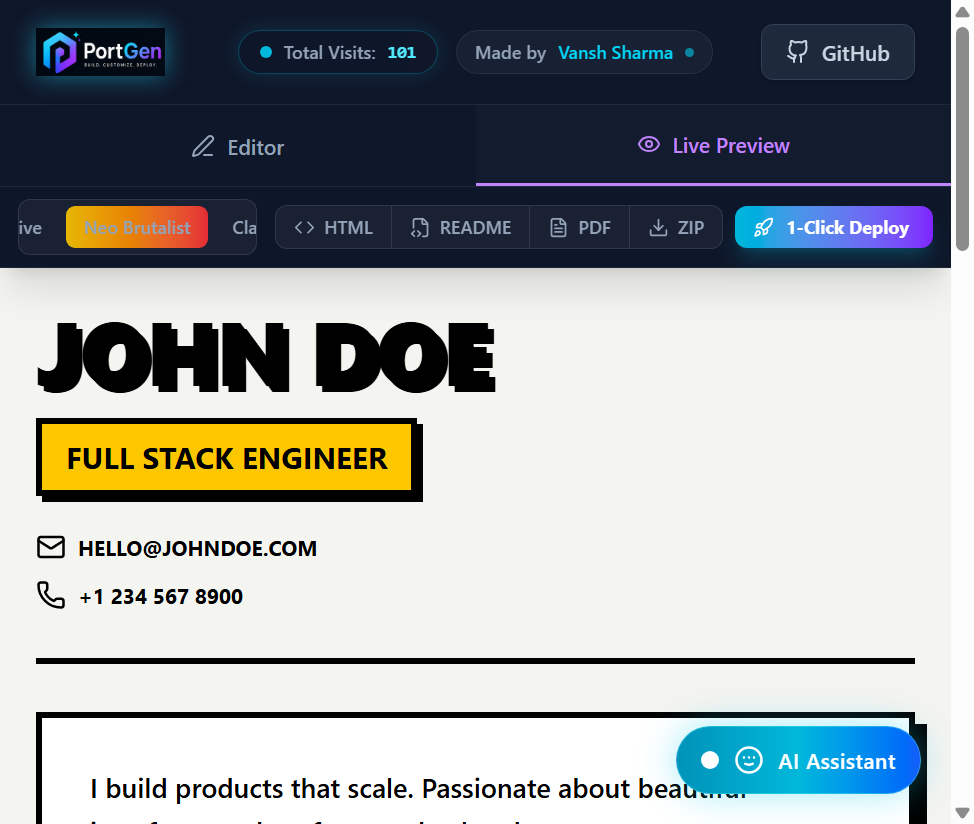 PortGen
BUILD. CUSTOMIZE. DEPLOY.
Total Visits: 101
Made by Vansh Sharma
GitHub
Editor
Live Preview
ive
Neo Brutalist
Cla
HTML
README
PDF
ZIP
1-Click Deploy
JOHN DOE
FULL STACK ENGINEER
HELLO@JOHNDOE.COM
+1 234 567 8900
I build products that scale. Passionate about beautiful
AI Assistant